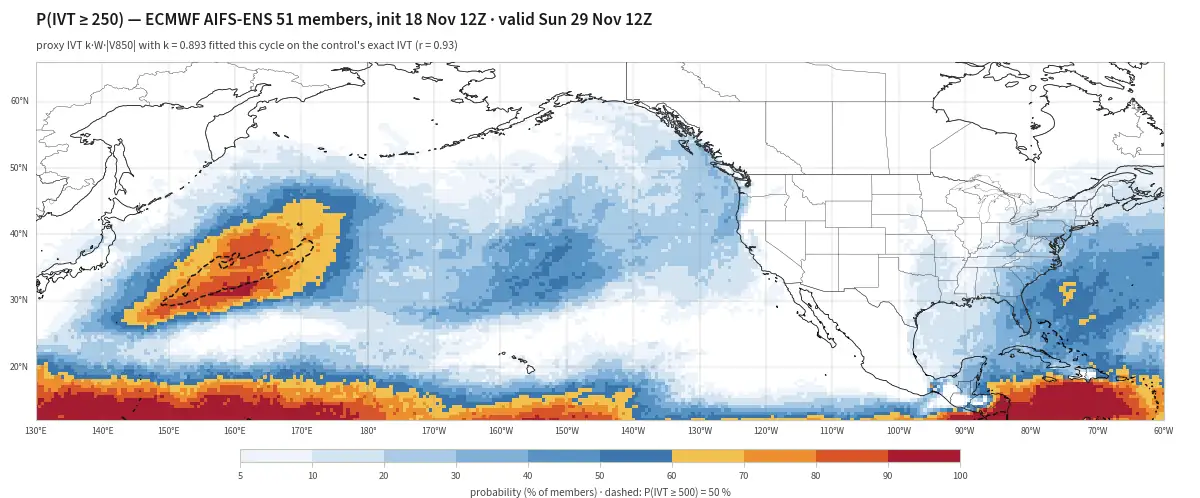 P(IVT ≥ 250) — ECMWF AIFS-ENS 51 members, init 18 Nov 12Z · valid Sun 29 Nov 12Z
proxy IVT k·W·|V850| with k = 0.893 fitted this cycle on the control's exact IVT (r = 0.93)
60°N
50°N
40°N
30°N
20°N
130°E 140°E 150°E 160°E 170°E 180° 170°W 160°W 150°W 140°W 130°W 120°W 110°W 100°W 90°W 80°W 70°W 60°W
5 10 20 30 40 50 60 70 80 90 100
probability (% of members) · dashed: P(IVT ≥ 500) = 50 %